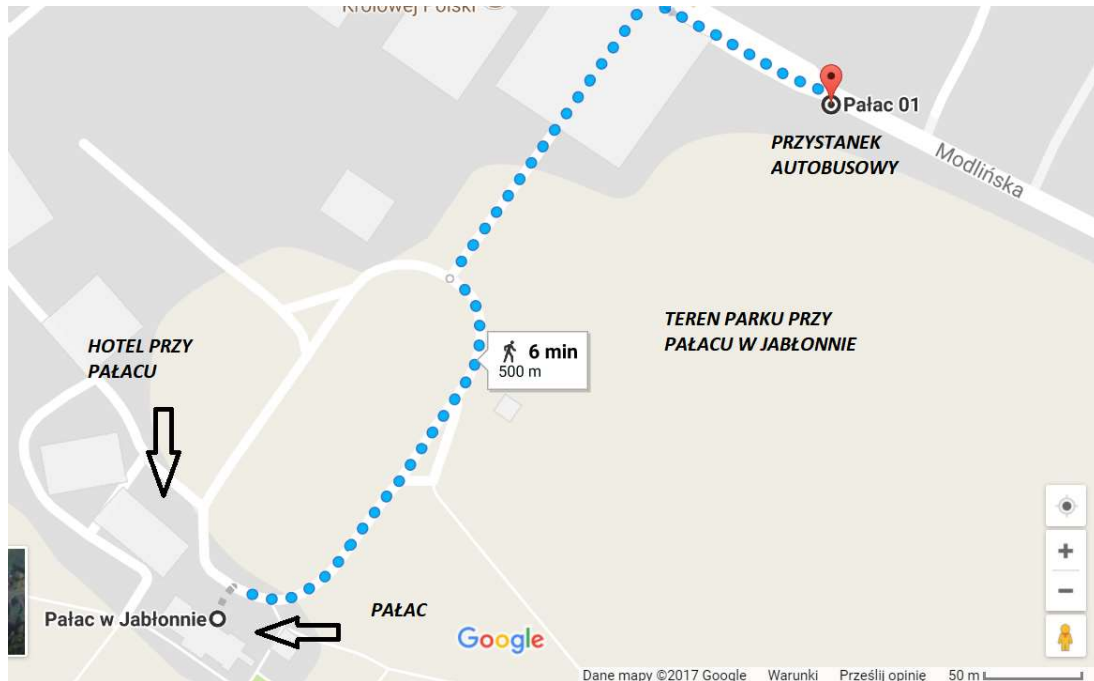 Królowej Polski
Pałac 01
PRZYSTANEK
AUTOBUSOWY
Modlińska
TEREN PARKU PRZY
PAŁACU W JABŁONNIE
HOTEL PRZY
PAŁACU
6 min
500 m
PAŁAC
Pałac w Jabłonnie
Google
Dane mapy ©2017 Google Warunki Prześlij opinię 50 m